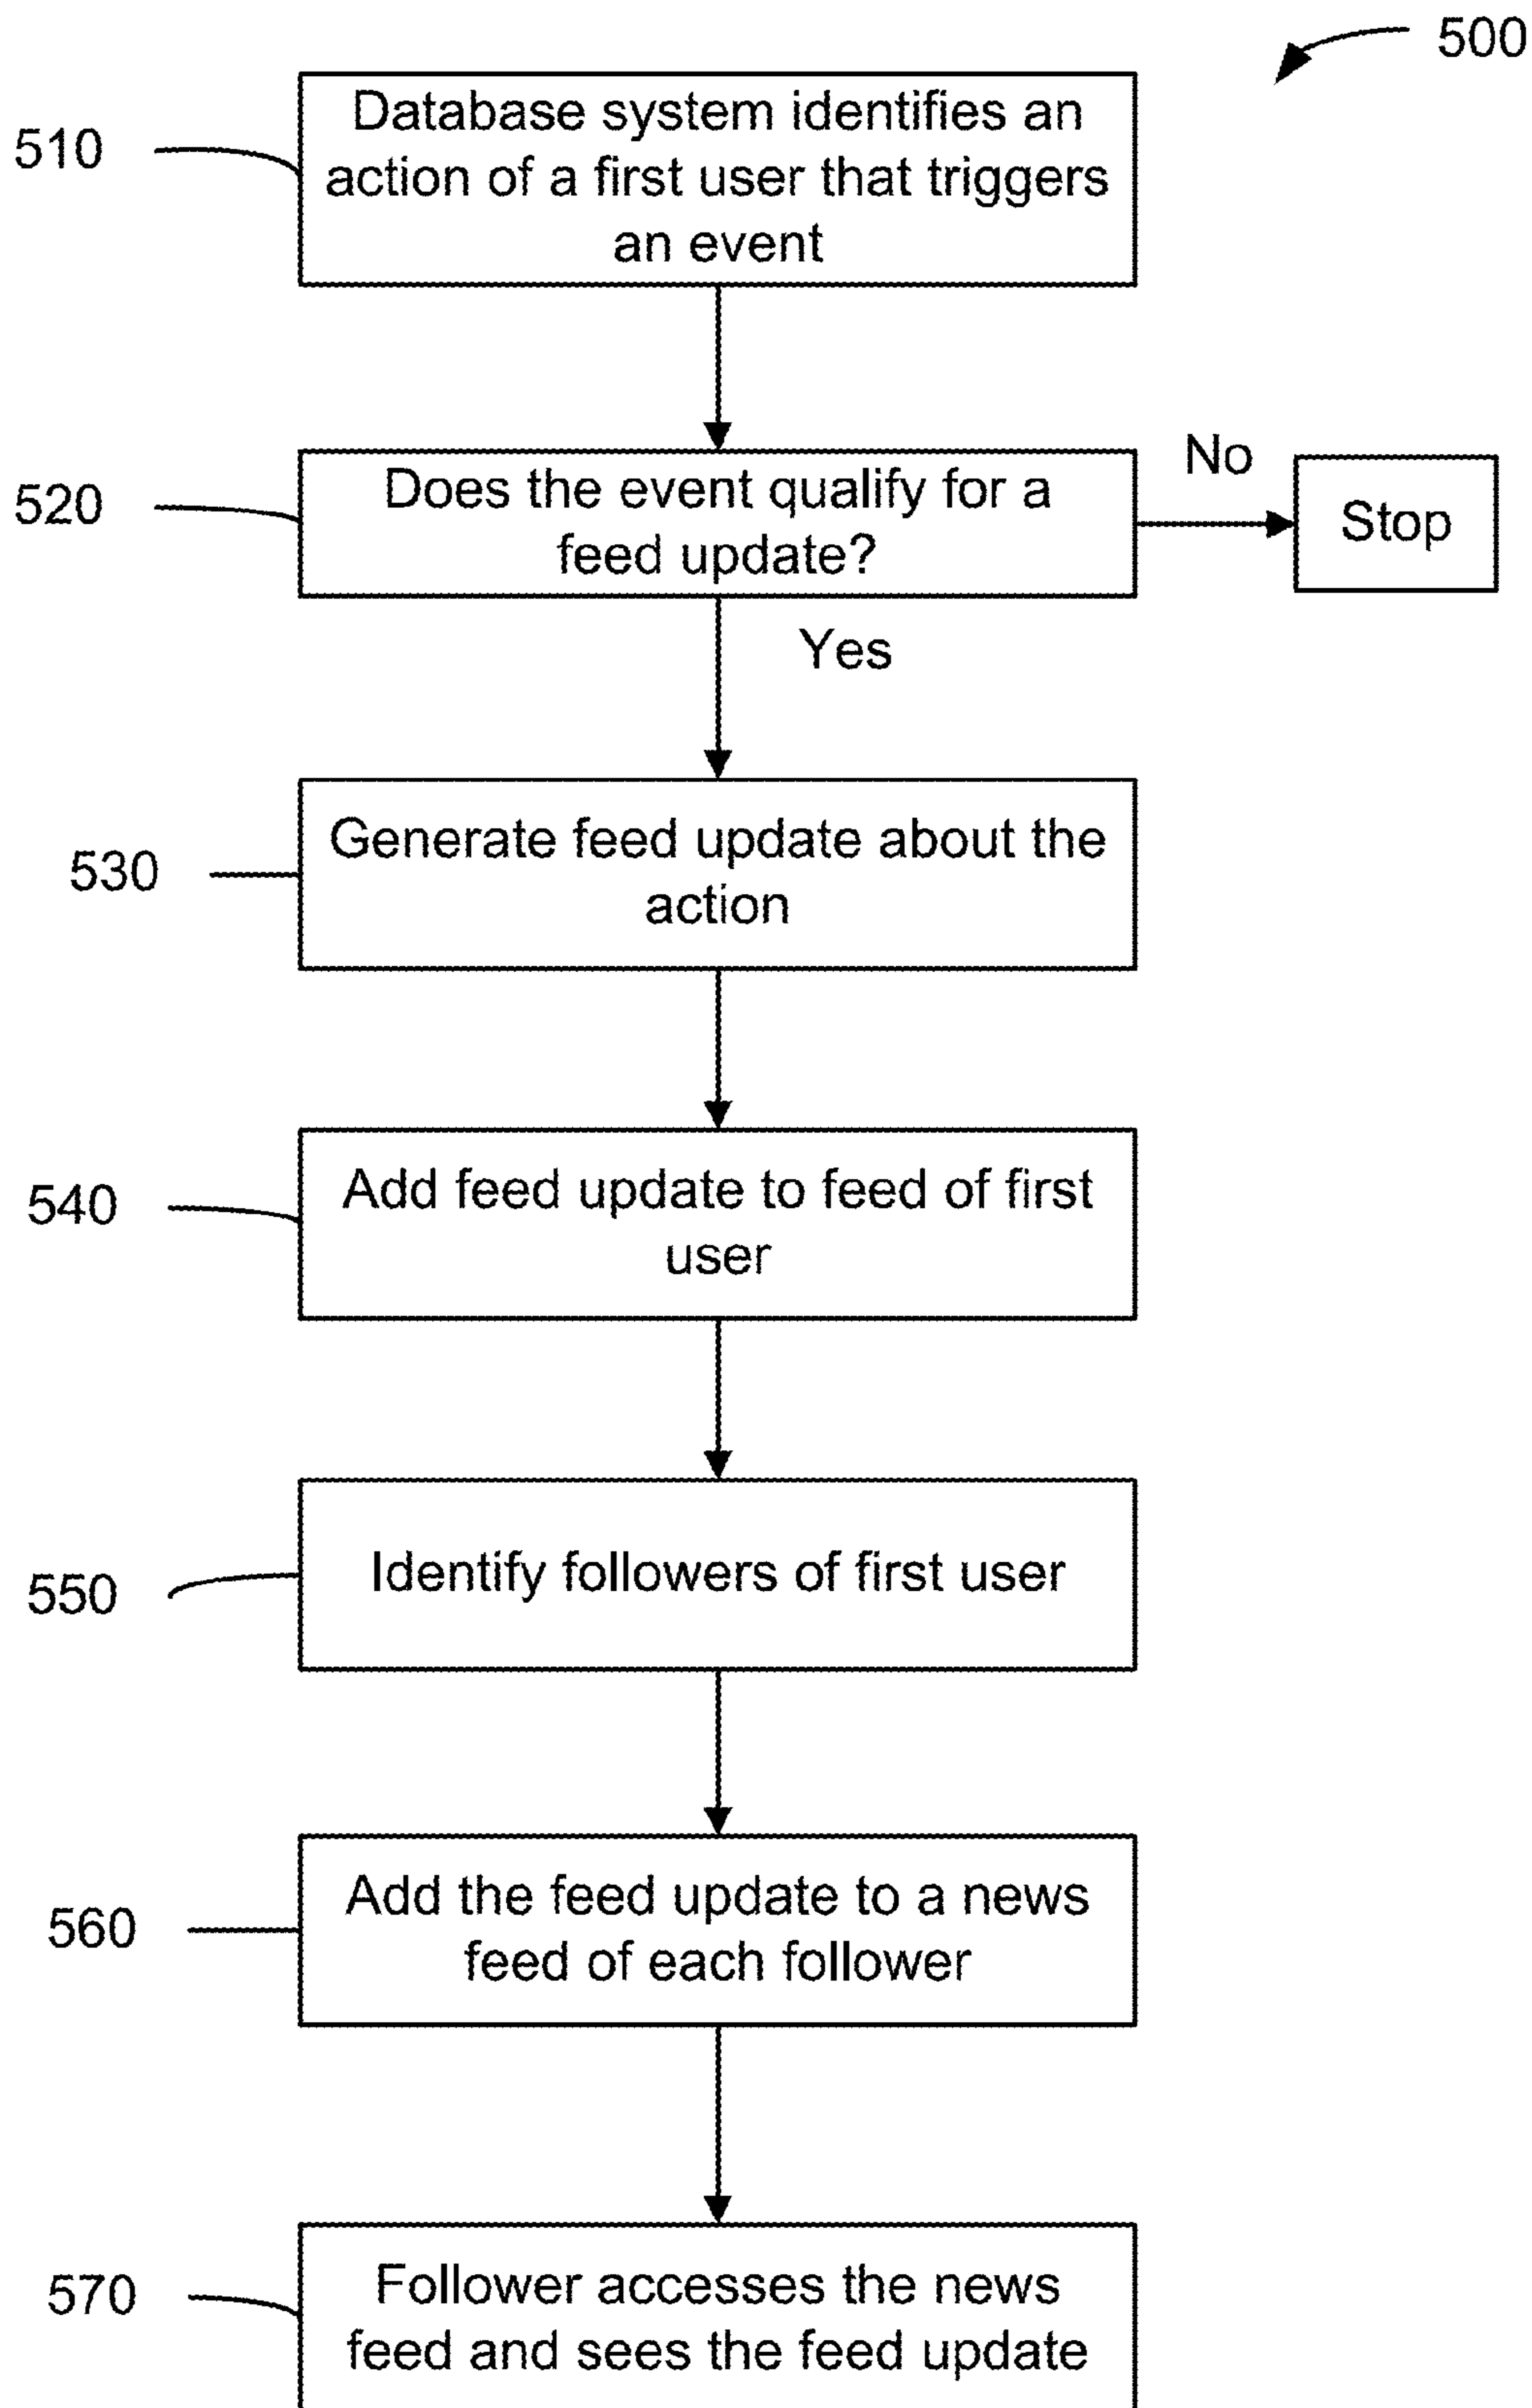 500
510
Database system identifies an
action of a first user that triggers
an event
520
Does the event qualify for a
feed update?
No
Stop
Yes
530
Generate feed update about the
action
540
Add feed update to feed of first
user
550
Identify followers of first user
560
Add the feed update to a news
feed of each follower
570
Follower accesses the news
feed and sees the feed update